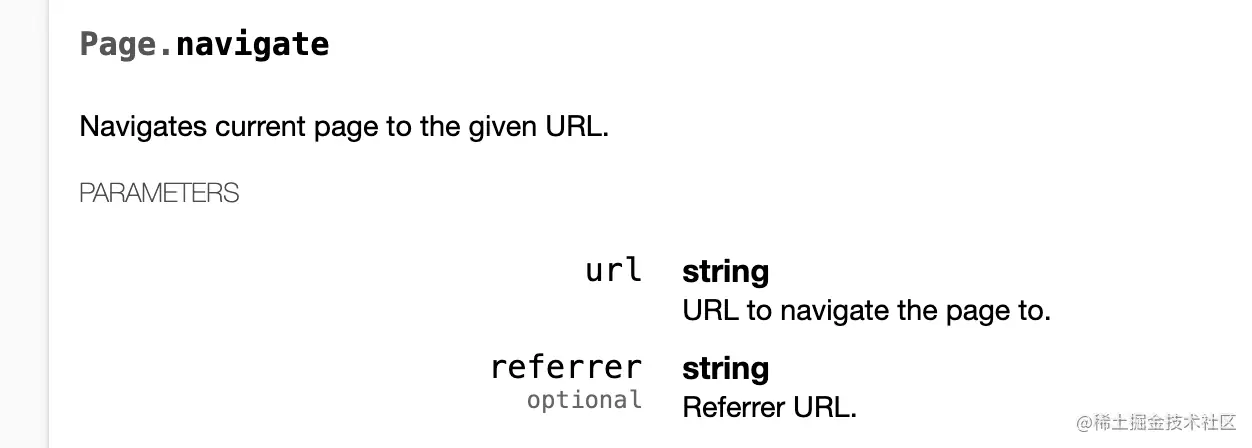 Page.navigate
Navigates current page to the given URL.
PARAMETERS
url string
URL to navigate the page to.
referrer string
optional Referrer URL.
@稀土掘金技术社区